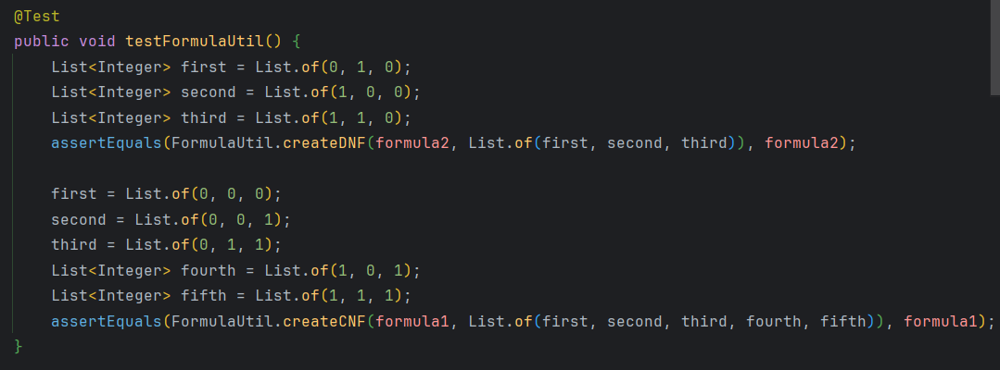 @Test
public void testFormulaUtil() {
    List<Integer> first = List.of(0, 1, 0);
    List<Integer> second = List.of(1, 0, 0);
    List<Integer> third = List.of(1, 1, 0);
    assertEquals(FormulaUtil.createDNF(formula2, List.of(first, second, third)), formula2);

    first = List.of(0, 0, 0);
    second = List.of(0, 0, 1);
    third = List.of(0, 1, 1);
    List<Integer> fourth = List.of(1, 0, 1);
    List<Integer> fifth = List.of(1, 1, 1);
    assertEquals(FormulaUtil.createCNF(formula1, List.of(first, second, third, fourth, fifth)), formula1);
}